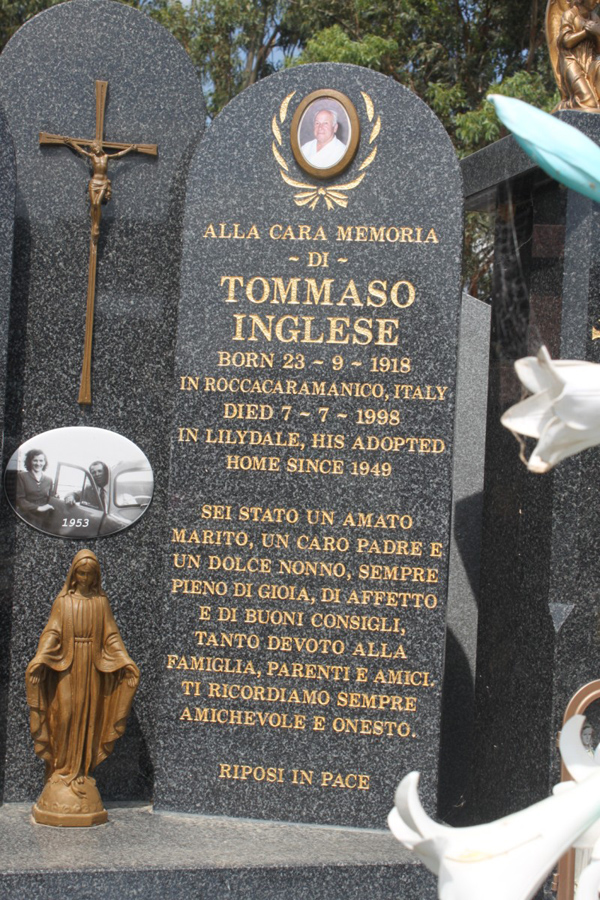 ALLA CARA MEMORIA
~ DI ~
TOMMASO
INGLESE
BORN 23 ~ 9 ~ 1918
IN ROCCACARAMANICO, ITALY
DIED 7 ~ 7 ~ 1998
IN LILYDALE, HIS ADOPTED
HOME SINCE 1949
SEI STATO UN AMATO
MARITO, UN CARO PADRE E
UN DOLCE NONNO, SEMPRE
PIENO DI GIOIA, DI AFFETTO
E DI BUONI CONSIGLI,
TANTO DEVOTO ALLA
FAMIGLIA, PARENTI E AMICI.
TI RICORDIAMO SEMPRE
AMICHEVOLE E ONESTO.
RIPOSI IN PACE
1953